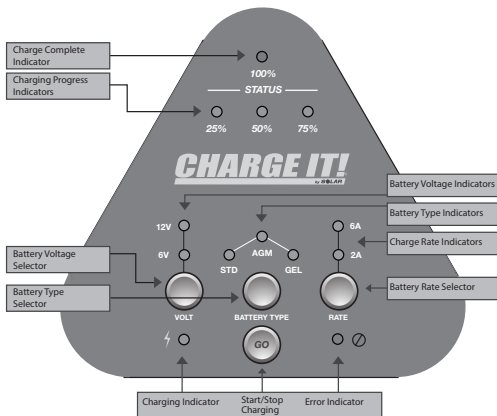 Charge Complete
Indicator
Charging Progress
Indicators
100%
STATUS
25% 50% 75%
CHARGE IT!
by SOLAR
Battery Voltage Indicators
Battery Type Indicators
Charge Rate Indicators
Battery Rate Selector
12V
6V
AGM
STD
GEL
6A
2A
Battery Voltage
Selector
Battery Type
Selector
VOLT
BATTERY TYPE
RATE
GO
Charging Indicator
Start/Stop
Charging
Error Indicator